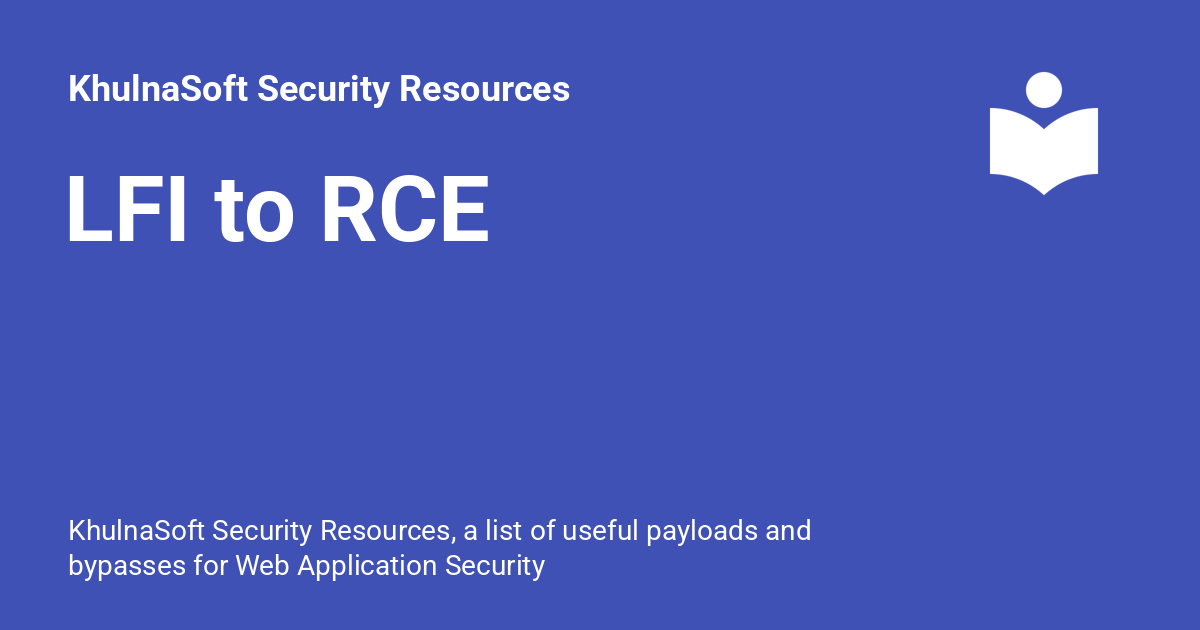 KhulnaSoft Security Resources
LFI to RCE
KhulnaSoft Security Resources, a list of useful payloads and
bypasses for Web Application Security